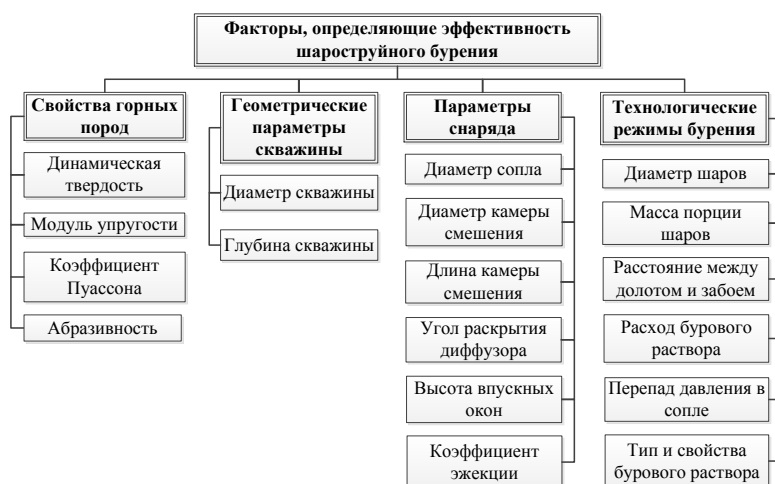 Факторы, определяющие эффективность
шароструйного бурения
Свойства горных
пород
Динамическая
твердость
Модуль упругости
Коэффициент
Пуассона
Абразивность
Геометрические
параметры
скважины
Диаметр скважины
Глубина скважины
Параметры
снаряда
Диаметр сопла
Диаметр камеры
смешения
Длина камеры
смешения
Угол раскрытия
диффузора
Высота впускных
окон
Коэффициент
эжекции
Технологические
режимы бурения
Диаметр шаров
Масса порции
шаров
Расстояние между
долотом и забоем
Расход бурового
раствора
Перепад давления в
сопле
Тип и свойства
бурового раствора